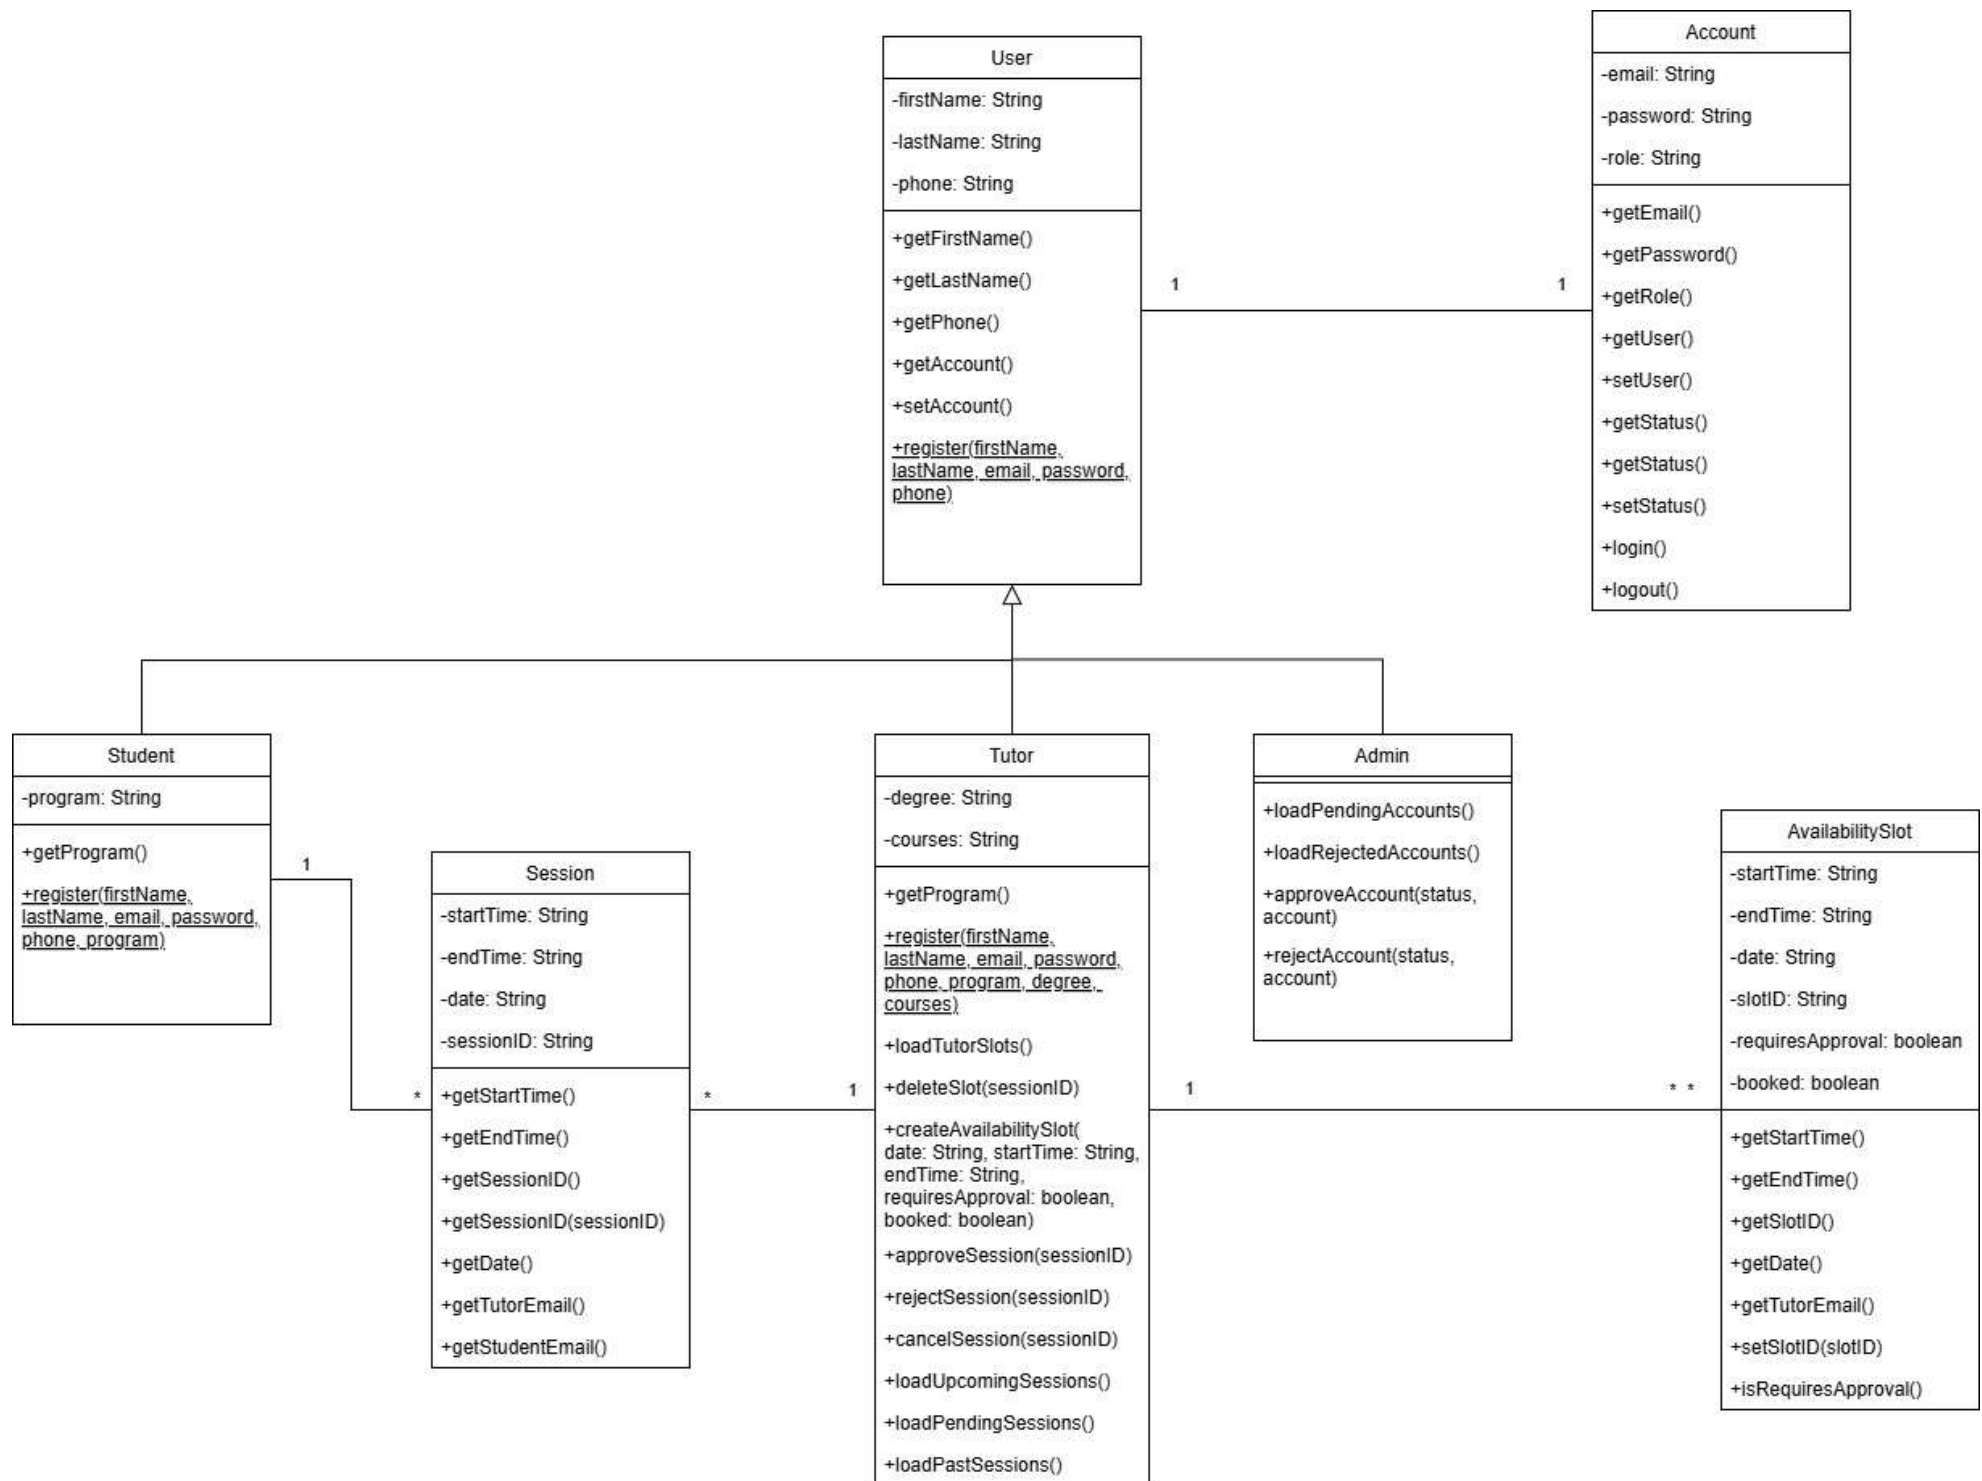 User
-firstName: String
-lastName: String
-phone: String
+getFirstName()
+getLastName()
+getPhone()
+getAccount()
+setAccount()
+register(firstName,
lastName, email, password,
phone)
Account
-email: String
-password: String
-role: String
+getEmail()
+getPassword()
+getRole()
+getUser()
+setUser()
+getStatus()
+getStatus()
+setStatus()
+login()
+logout()
1
1
Student
-program: String
+getProgram()
+register(firstName,
lastName, email, password,
phone, program)
1
*
Session
-startTime: String
-endTime: String
-date: String
-sessionID: String
+getStartTime()
+getEndTime()
+getSessionID()
+getSessionID(sessionID)
+getDate()
+getTutorEmail()
+getStudentEmail()
*
1
Tutor
-degree: String
-courses: String
+getProgram()
+register(firstName,
lastName, email, password,
phone, program, degree,
courses)
+loadTutorSlots()
+deleteSlot(sessionID)
+createAvailabilitySlot(
date: String, startTime: String,
endTime: String,
requiresApproval: boolean,
booked: boolean)
+approveSession(sessionID)
+rejectSession(sessionID)
+cancelSession(sessionID)
+loadUpcomingSessions()
+loadPendingSessions()
+loadPastSessions()
Admin
+loadPendingAccounts()
+loadRejectedAccounts()
+approveAccount(status,
account)
+rejectAccount(status,
account)
1
* *
AvailabilitySlot
-startTime: String
-endTime: String
-date: String
-slotID: String
-requiresApproval: boolean
-booked: boolean
+getStartTime()
+getEndTime()
+getSlotID()
+getDate()
+getTutorEmail()
+setSlotID(slotID)
+isRequiresApproval()